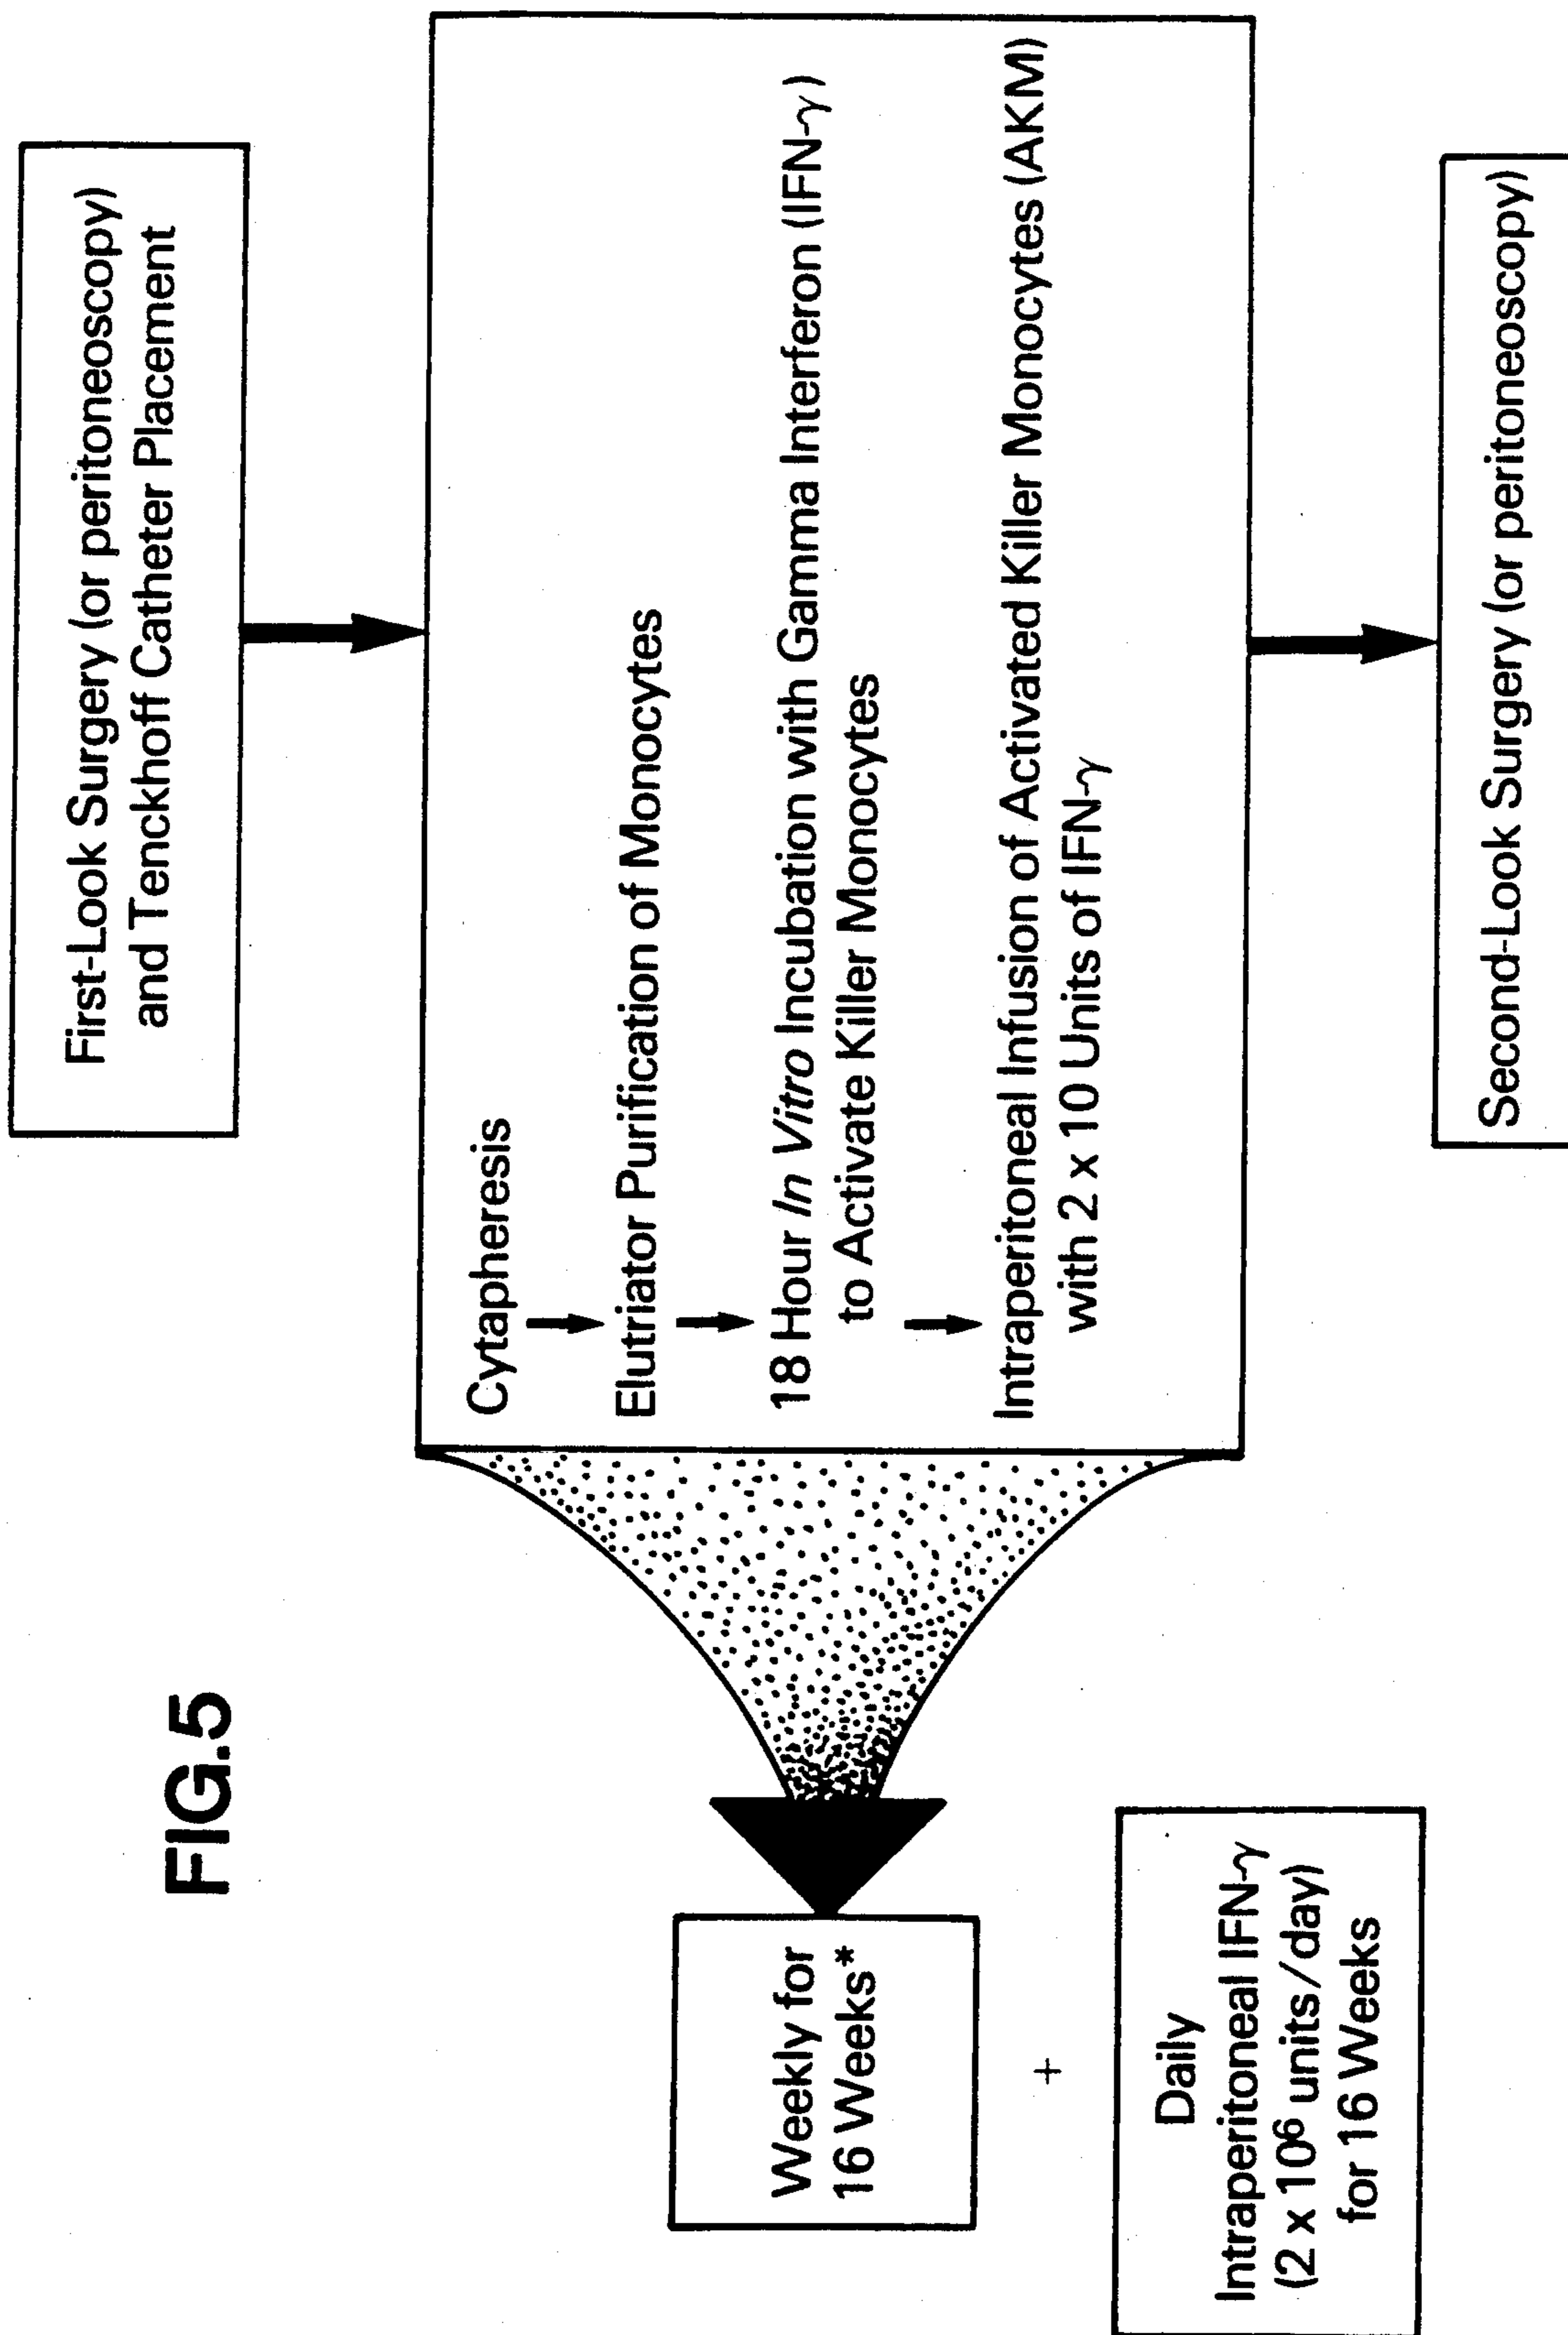 FIG.5
First-Look Surgery (or peritoneoscopy)
and Tenckhoff Catheter Placement
Cytapheresis
Elutriator Purification of Monocytes
18 Hour In Vitro Incubation with Gamma Interferon (IFN-γ)
to Activate Killer Monocytes
Intraperitoneal Infusion of Activated Killer Monocytes (AKM)
with 2 x 10 Units of IFN-γ
Weekly for
16 Weeks*
+
Daily
Intraperitoneal IFN-γ
(2 x 10⁶ units/day)
for 16 Weeks
Second-Look Surgery (or peritoneoscopy)